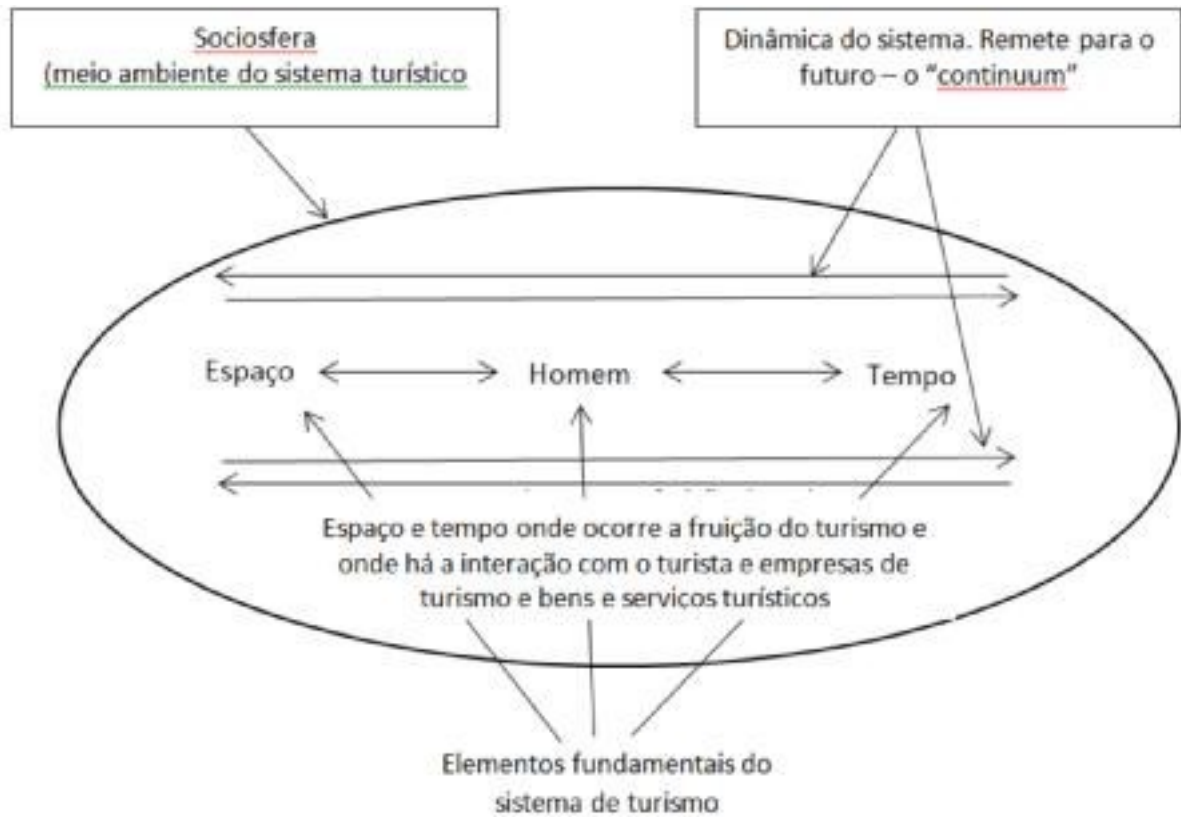 Sociosfera
(meio ambiente do sistema turístico
Dinâmica do sistema. Remete para o
futuro – o “continuum”
Espaço
Homem
Tempo
Espaço e tempo onde ocorre a fruição do turismo e
onde há a interação com o turista e empresas de
turismo e bens e serviços turísticos
Elementos fundamentais do
sistema de turismo